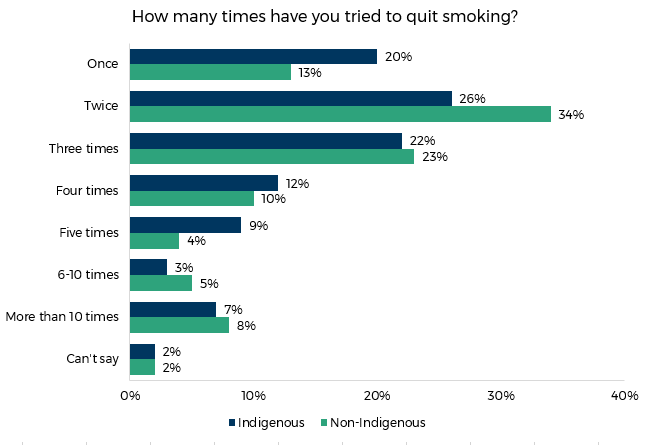 How many times have you tried to quit smoking?
Once
20%
13%
Twice
26%
34%
Three times
22%
23%
Four times
12%
10%
Five times
9%
4%
6-10 times
3%
5%
More than 10 times
7%
8%
Can't say
2%
2%
0% 10% 20% 30% 40%
Indigenous Non-Indigenous